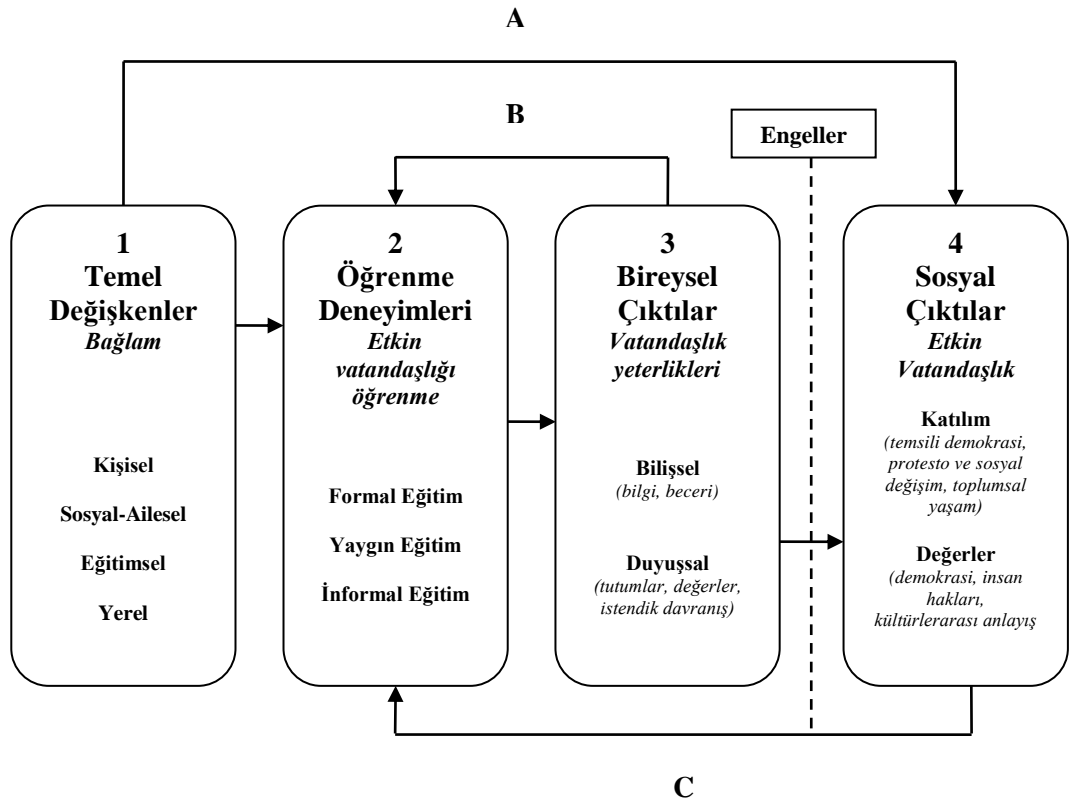 A
B
Engeller
1
Temel
Değişkenler
Bağlam
Kişisel
Sosyal-Ailesel
Eğitimsel
Yerel
2
Öğrenme
Deneyimleri
Etkin
vatandaşlığı
öğrenme
Formal Eğitim
Yaygın Eğitim
İnformal Eğitim
3
Bireysel
Çıktılar
Vatandaşlık
yeterlikleri
Bilişsel
(bilgi, beceri)
Duyuşsal
(tutumlar, değerler,
istendik davranış)
4
Sosyal
Çıktılar
Etkin
Vatandaşlık
Katılım
(temsili demokrasi,
protesto ve sosyal
değişim, toplumsal
yaşam)
Değerler
(demokrasi, insan
hakları,
kültürlerarası anlayış
C